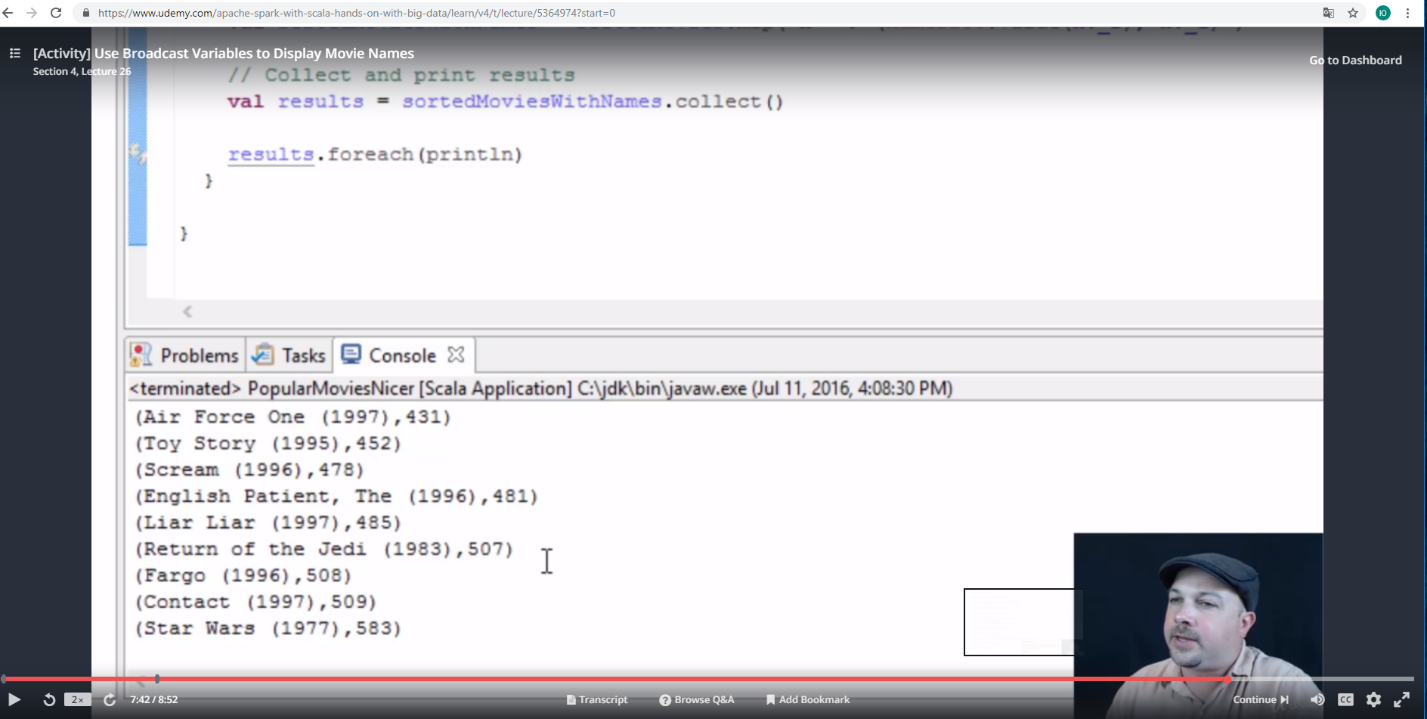 https://www.udemy.com/apache-spark-with-scala-hands-on-with-big-data/learn/v4/t/lecture/5364974?start=0
[Activity] Use Broadcast Variables to Display Movie Names
Section 4, Lecture 26
Go to Dashboard
// Collect and print results
val results = sortedMoviesWithNames.collect()
results.foreach(println)
}
}
Problems Tasks Console
<terminated> PopularMoviesNicer [Scala Application] C:\jdk\bin\javaw.exe (Jul 11, 2016, 4:08:30 PM)
(Air Force One (1997),431)
(Toy Story (1995),452)
(Scream (1996),478)
(English Patient, The (1996),481)
(Liar Liar (1997),485)
(Return of the Jedi (1983),507)
(Fargo (1996),508)
(Contact (1997),509)
(Star Wars (1977),583)
2x 7:42 / 8:52 Transcript Browse Q&A Add Bookmark Continue CC